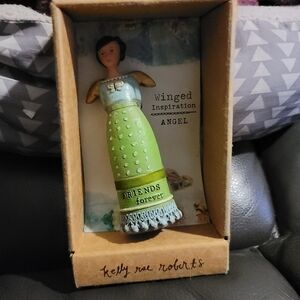 Winged
Inspiration
ANGEL
FRIENDS
forever
kelly rae roberts